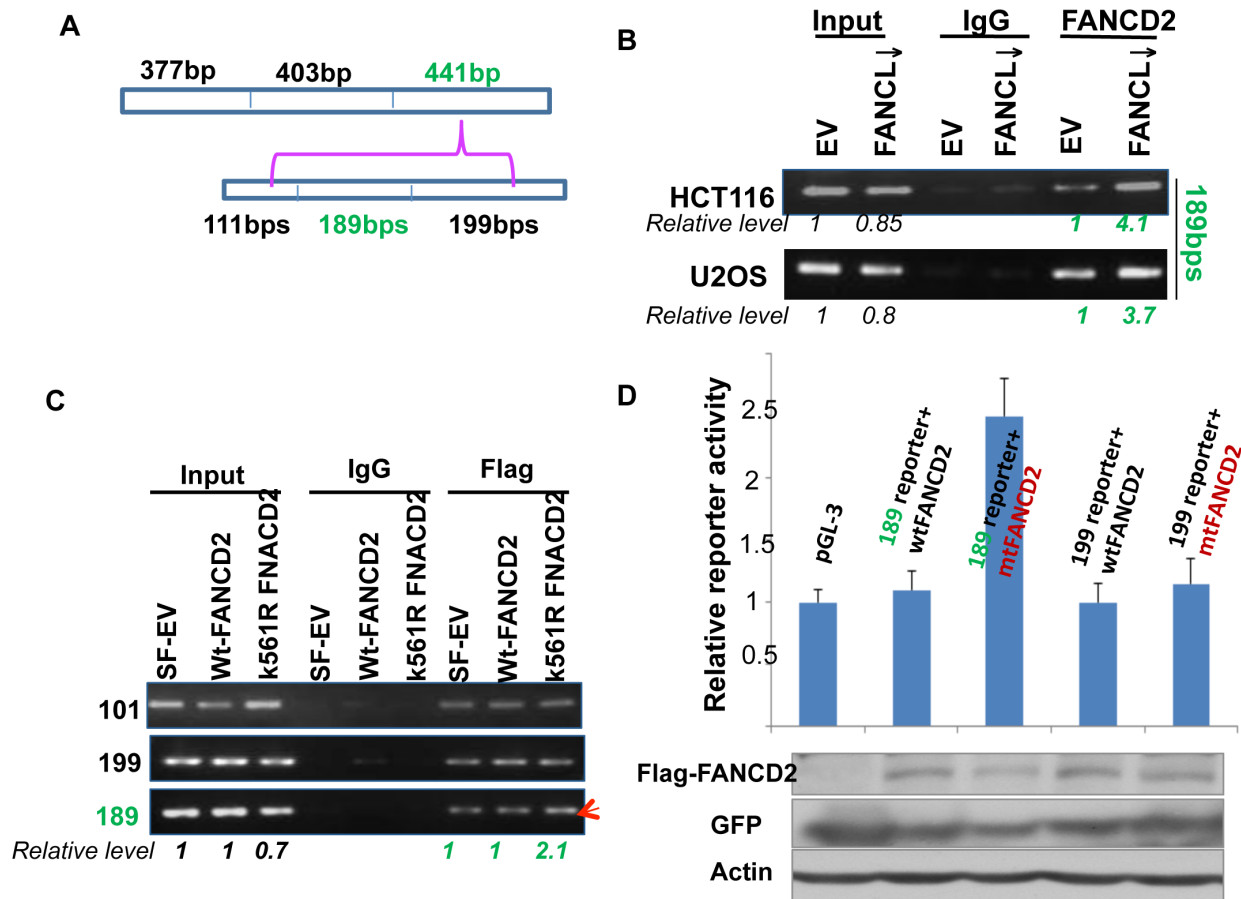 A
377bp 403bp 441bp
111bps 189bps 199bps
B
Input IgG FANCD2
EV FANCL↓ EV FANCL↓ EV FANCL↓
HCT116
Relative level 1 0.85 1 4.1
U2OS
Relative level 1 0.8 1 3.7
189bps
C
Input IgG Flag
SF-EV Wt-FANCD2 k561R FNACD2 SF-EV Wt-FANCD2 k561R FNACD2 SF-EV Wt-FANCD2 k561R FNACD2
101
199
189
Relative level 1 1 0.7 1 1 2.1
D
Relative reporter activity
2.5
2
1.5
1
0.5
pGL-3
189 reporter+
wtFANCD2
189 reporter+
mtFANCD2
199 reporter+
wtFANCD2
199 reporter+
mtFANCD2
Flag-FANCD2
GFP
Actin